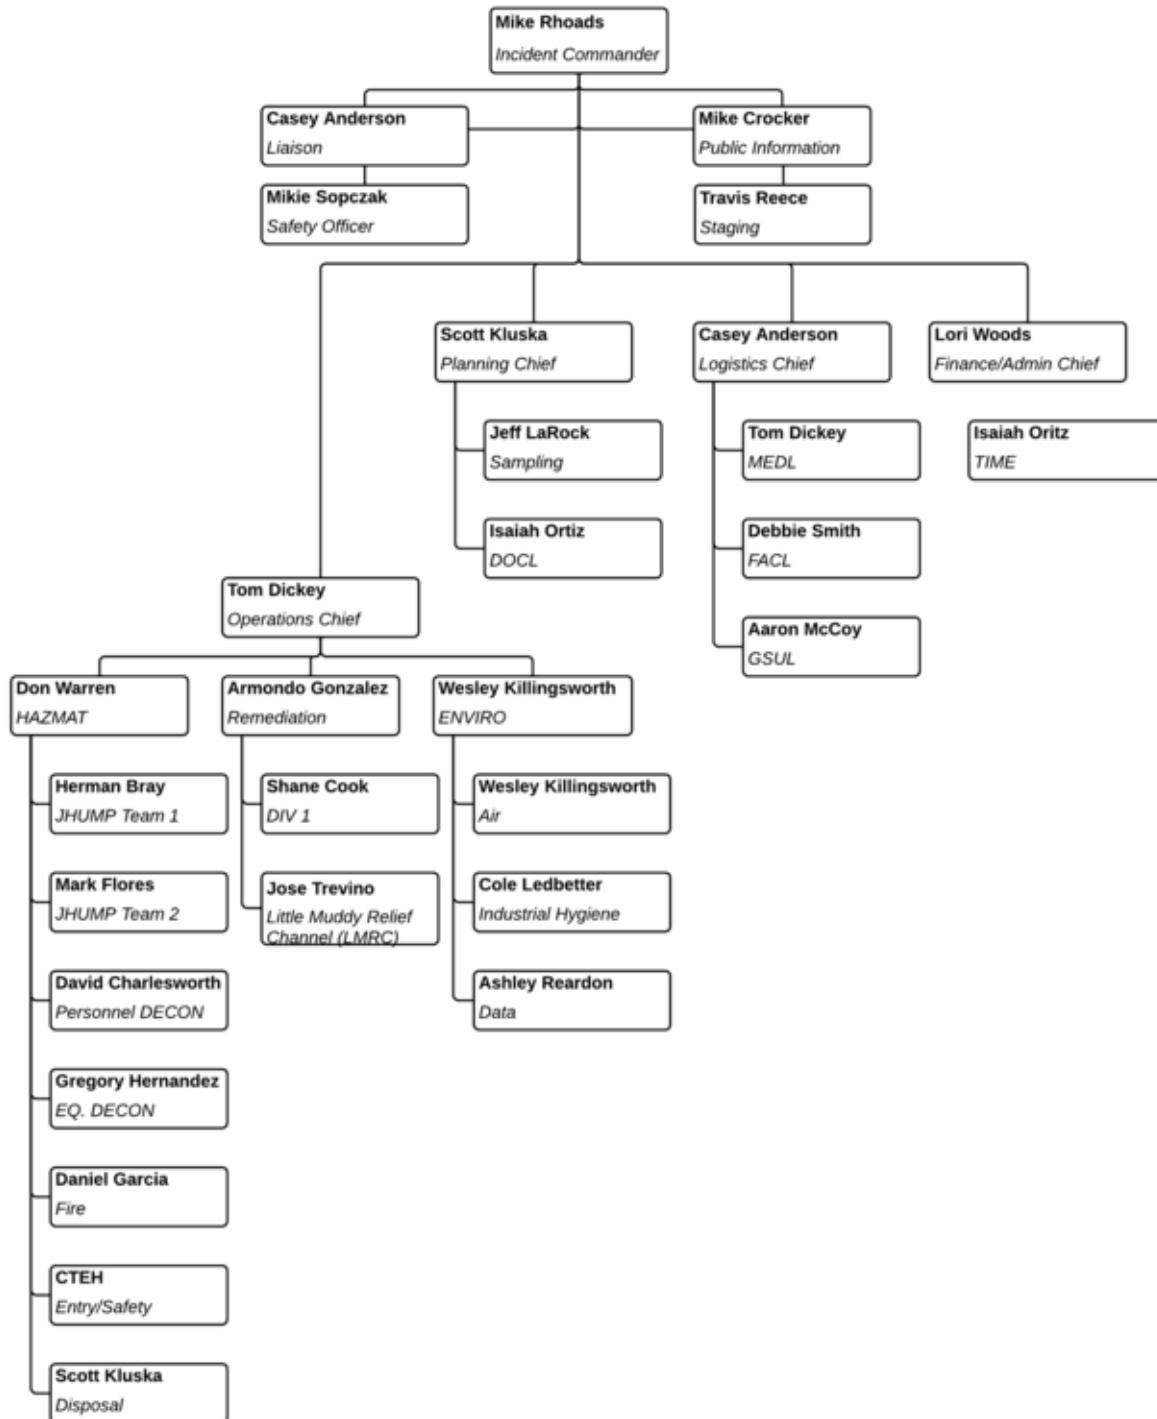 Mike Rhoads
Incident Commander
Casey Anderson
Liaison
Mike Crocker
Public Information
Mikie Sopczak
Safety Officer
Travis Reece
Staging
Scott Kluska
Planning Chief
Casey Anderson
Logistics Chief
Lori Woods
Finance/Admin Chief
Jeff LaRock
Sampling
Tom Dickey
MEDL
Isaiah Oritz
TIME
Isaiah Ortiz
DOCL
Debbie Smith
FACL
Tom Dickey
Operations Chief
Aaron McCoy
GSUL
Don Warren
HAZMAT
Armondo Gonzalez
Remediation
Wesley Killingsworth
ENVIRO
Herman Bray
JHUMP Team 1
Shane Cook
DIV 1
Wesley Killingsworth
Air
Mark Flores
JHUMP Team 2
Jose Trevino
Little Muddy Relief
Channel (LMRC)
Cole Ledbetter
Industrial Hygiene
David Charlesworth
Personnel DECON
Ashley Reardon
Data
Gregory Hernandez
EQ. DECON
Daniel Garcia
Fire
CTEH
Entry/Safety
Scott Kluska
Disposal